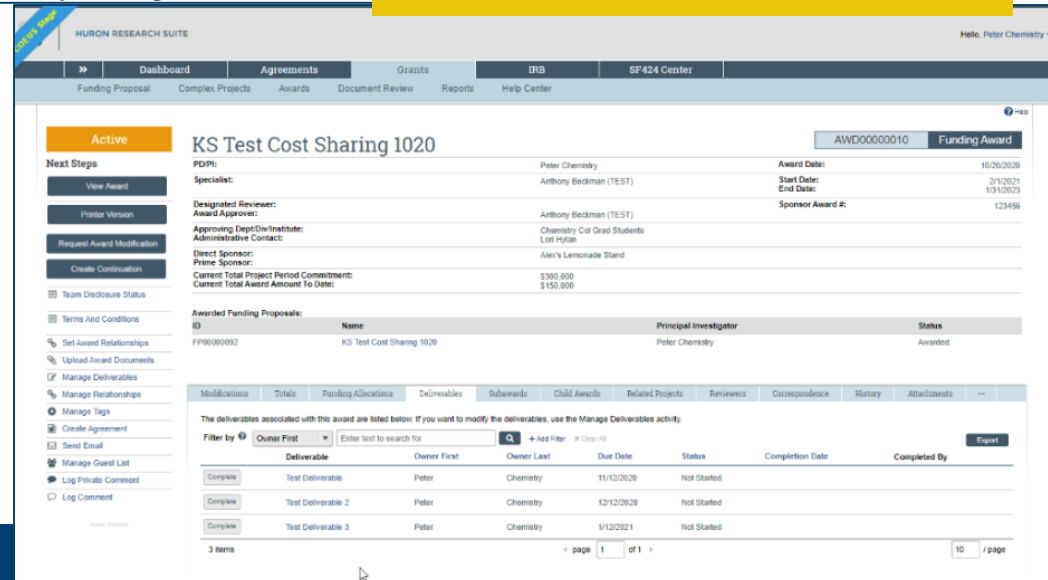 HURON RESEARCH SUITE
Hello, Peter Chemistry
Stage
» Dashboard Agreements Grants IRB SF424 Center
Funding Proposal Complex Projects Awards Document Review Reports Help Center
Help
Active
KS Test Cost Sharing 1020
AWD00000010 Funding Award
Next Steps
View Award
Printer Version
Request Award Modification
Create Continuation
Team Disclosure Status
Terms And Conditions
Set Award Relationships
Upload Award Documents
Manage Deliverables
Manage Relationships
Manage Tags
Create Agreement
Send Email
Manage Guest List
Log Private Comment
Log Comment
PD/PI: Peter Chemistry Award Date: 10/20/2020
Specialist: Anthony Beckman (TEST) Start Date: 2/1/2021
End Date: 1/31/2023
Designated Reviewer: Sponsor Award #: 123456
Award Approver: Anthony Beckman (TEST)
Approving Dept/Div/Institute: Chemistry Col Grad Students
Administrative Contact: Lori Hylan
Direct Sponsor: Alex's Lemonade Stand
Prime Sponsor:
Current Total Project Period Commitment: $300,000
Current Total Award Amount To Date: $150,000
Awarded Funding Proposals:
ID Name Principal Investigator Status
FP00000092 KS Test Cost Sharing 1020 Peter Chemistry Awarded
Modifications Totals Funding Allocations Deliverables Subawards Child Awards Related Projects Reviewers Correspondence History Attachments
The deliverables associated with this award are listed below. If you want to modify the deliverables, use the Manage Deliverables activity.
Filter by Owner First Enter text to search for + Add Filter × Clear All Export
Deliverable Owner First Owner Last Due Date Status Completion Date Completed By
Complete Test Deliverable Peter Chemistry 11/12/2020 Not Started
Complete Test Deliverable 2 Peter Chemistry 12/12/2020 Not Started
Complete Test Deliverable 3 Peter Chemistry 1/12/2021 Not Started
3 items page 1 of 1 10 / page